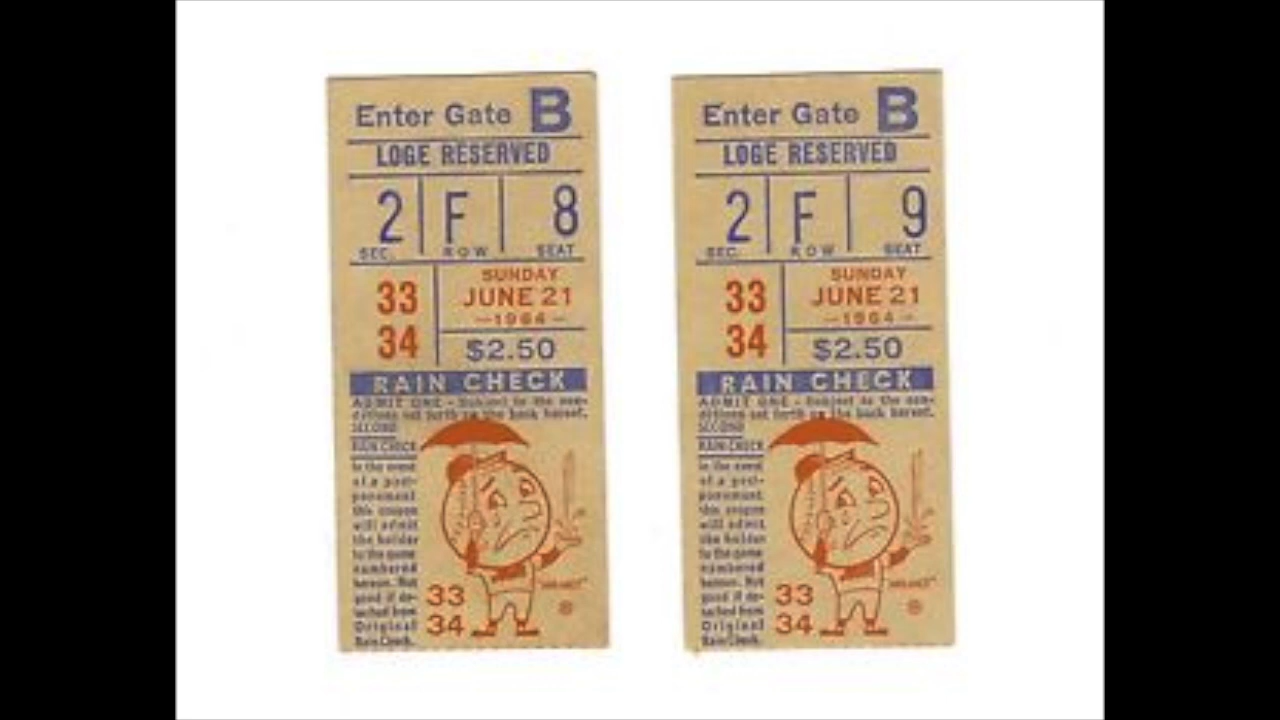 Enter Gate B
LOGE RESERVED
2 F 8
SEC. ROW SEAT
SUNDAY
33 JUNE 21
—1964—
34 $2.50
RAIN CHECK
ADMIT ONE - Subject to the con-
ditions set forth on the back hereof.
SECOND
RAIN CHECK
In the event
of a post-
ponement
this coupon
will admit
the holder
to the game
numbered
hereon. Not
good if de-
tached from
Original
Rain Check.
33
34
Enter Gate B
LOGE RESERVED
2 F 9
SEC. ROW SEAT
SUNDAY
33 JUNE 21
—1964—
34 $2.50
RAIN CHECK
ADMIT ONE - Subject to the con-
ditions set forth on the back hereof.
SECOND
RAIN CHECK
In the event
of a post-
ponement
this coupon
will admit
the holder
to the game
numbered
hereon. Not
good if de-
tached from
Original
Rain Check.
33
34